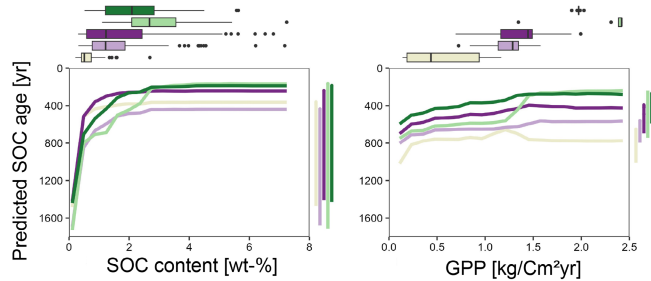 Predicted SOC age [yr]
0
400
800
1200
1600
0 2 4 6 8
SOC content [wt-%]
0
400
800
1200
1600
0.0 0.5 1.0 1.5 2.0 2.5
GPP [kg/Cm²yr]